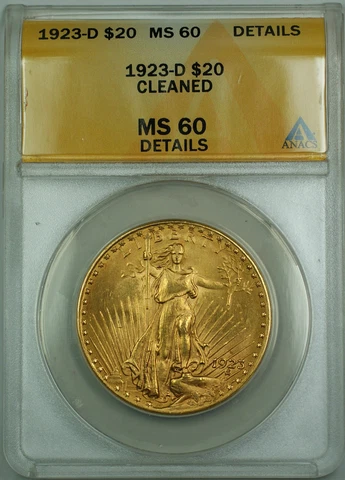 1923-D $20 MS 60 DETAILS
1923-D $20
CLEANED
MS 60
DETAILS
ANACS
LIBERTY
1923
D